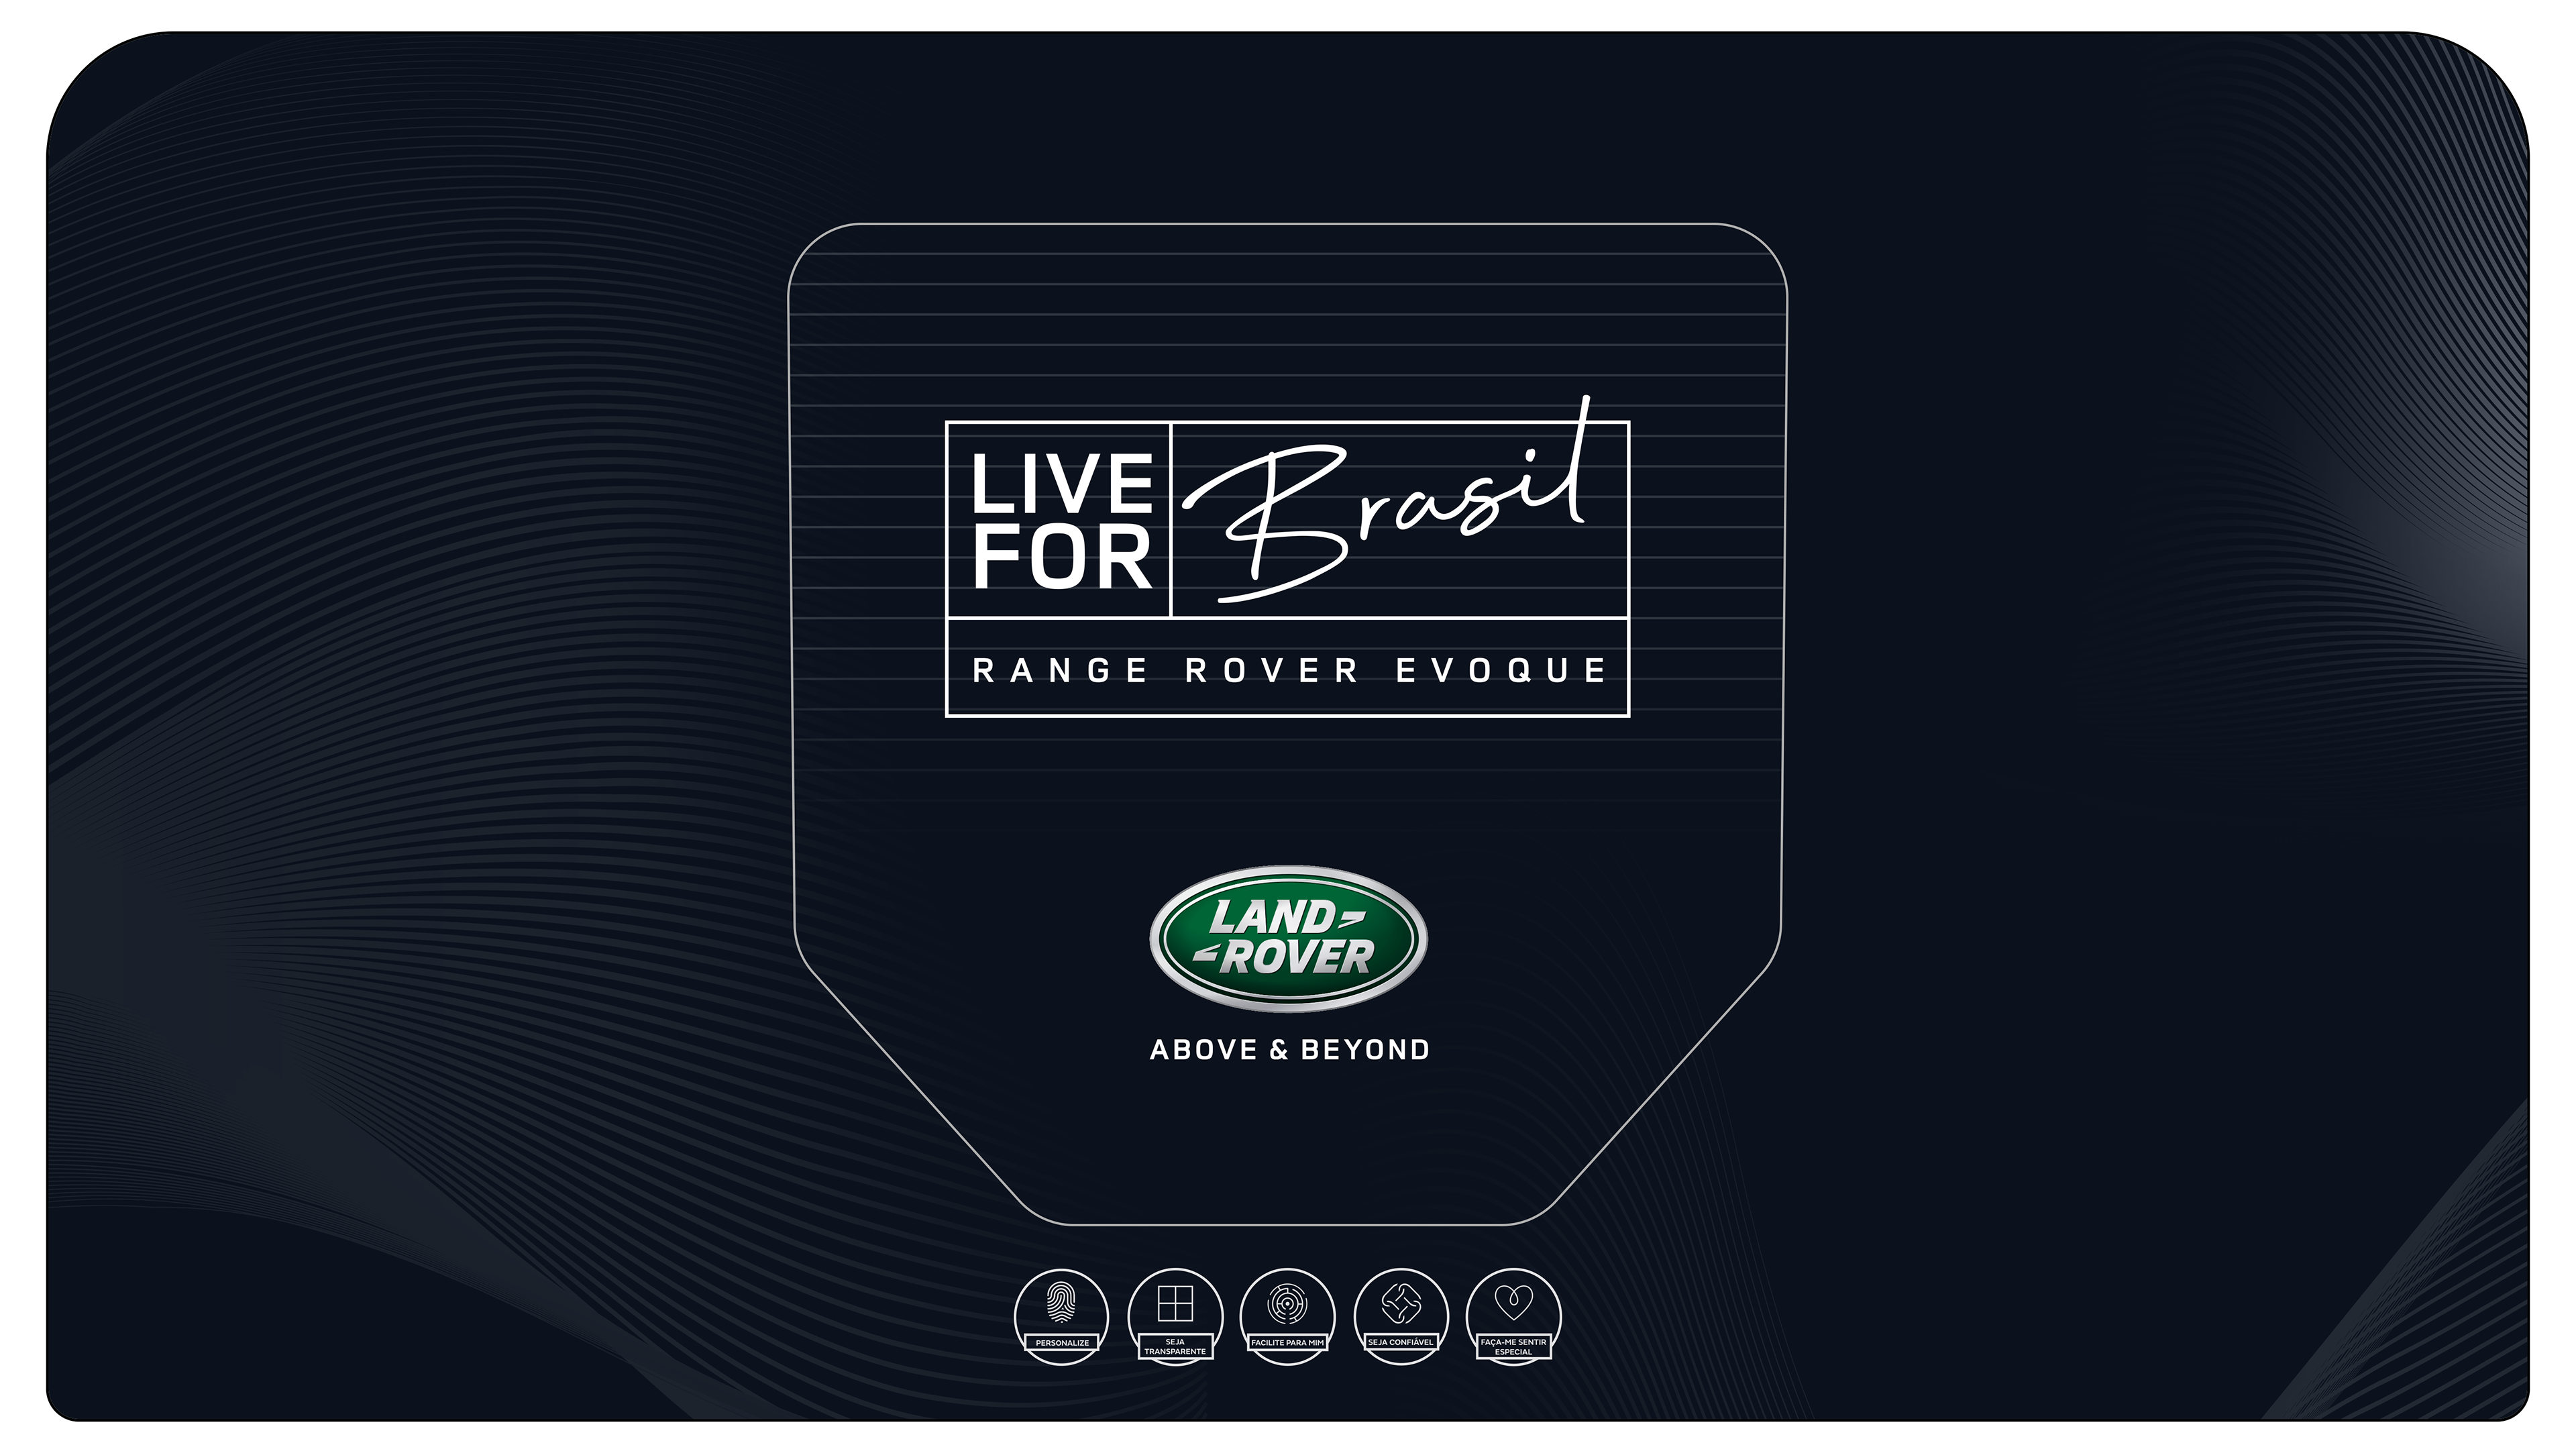 LIVE
FOR
Brasil
RANGE ROVER EVOQUE
LAND
ROVER
ABOVE & BEYOND
PERSONALIZE
SEJA
TRANSPARENTE
FACILITE PARA MIM
SEJA CONFIÁVEL
FAÇA-ME SENTIR
ESPECIAL